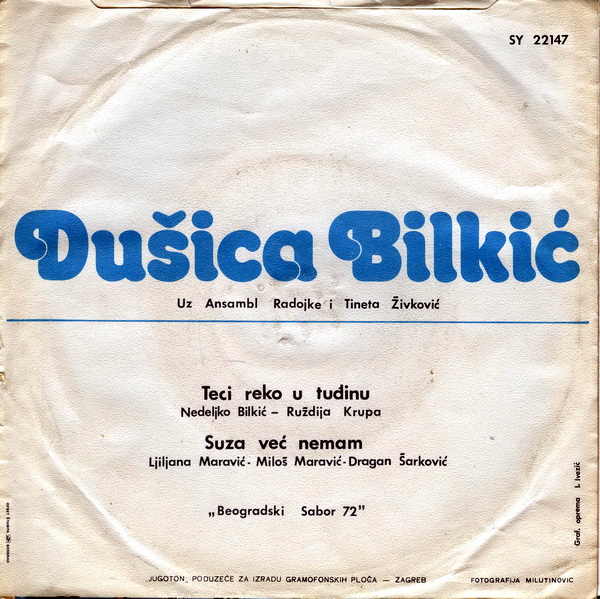 SY 22147
Dušica Bilkić
Uz Ansambl Radojke i Tineta Živković
Teci reko u tuđinu
Nedeljko Bilkić – Ruždija Krupa
Suza već nemam
Ljiljana Maravić - Miloš Maravić - Dragan Šarković
„Beogradski Sabor 72"
Graf. oprema I. Ivezić
„JUGOTON„ PODUZEĆE ZA IZRADU GRAMOFONSKIH PLOČA — ZAGREB
FOTOGRAFIJA MILUTINOVIC